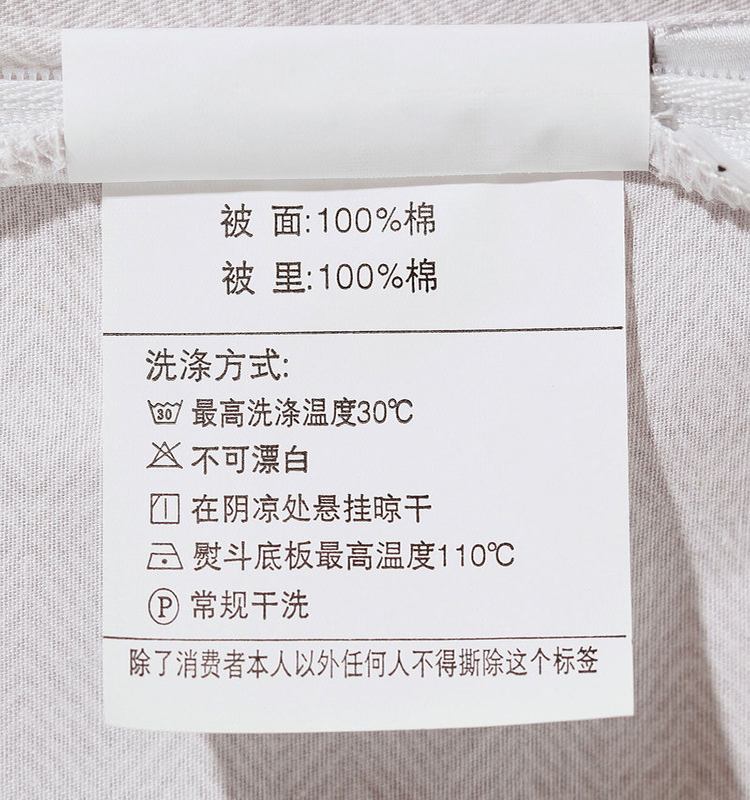 被 面:100%棉
被 里:100%棉
洗涤方式:
30 最高洗涤温度30℃
不可漂白
在阴凉处悬挂晾干
熨斗底板最高温度110℃
P 常规干洗
除了消费者本人以外任何人不得撕除这个标签